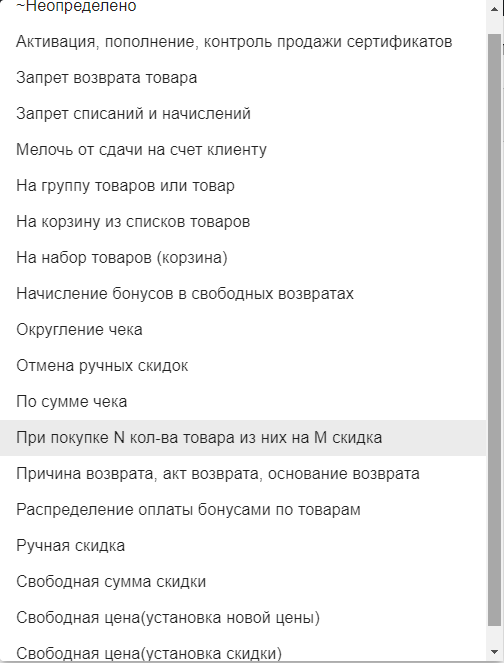 ~Неопределено
Активация, пополнение, контроль продажи сертификатов
Запрет возврата товара
Запрет списаний и начислений
Мелочь от сдачи на счет клиенту
На группу товаров или товар
На корзину из списков товаров
На набор товаров (корзина)
Начисление бонусов в свободных возвратах
Округление чека
Отмена ручных скидок
По сумме чека
При покупке N кол-ва товара из них на M скидка
Причина возврата, акт возврата, основание возврата
Распределение оплаты бонусами по товарам
Ручная скидка
Свободная сумма скидки
Свободная цена(установка новой цены)
Свободная цена(установка скидки)